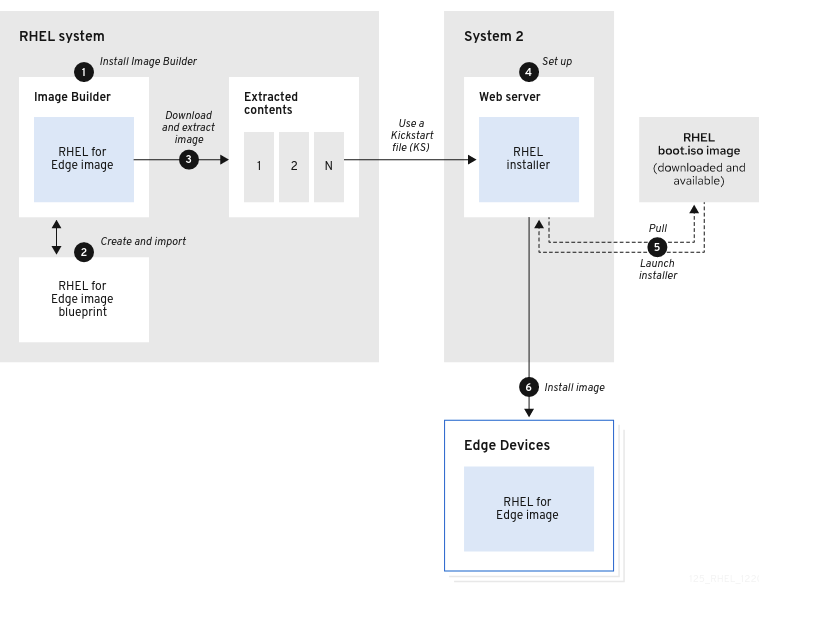 RHEL system
1
Install Image Builder
Image Builder
RHEL for
Edge image
Download
and extract
image
3
Extracted
contents
1
2
N
2
Create and import
RHEL for
Edge image
blueprint
Use a
Kickstart
file (KS)
System 2
4
Set up
Web server
RHEL
installer
RHEL
boot.iso image
(downloaded and
available)
Pull
5
Launch
installer
6
Install image
Edge Devices
RHEL for
Edge image